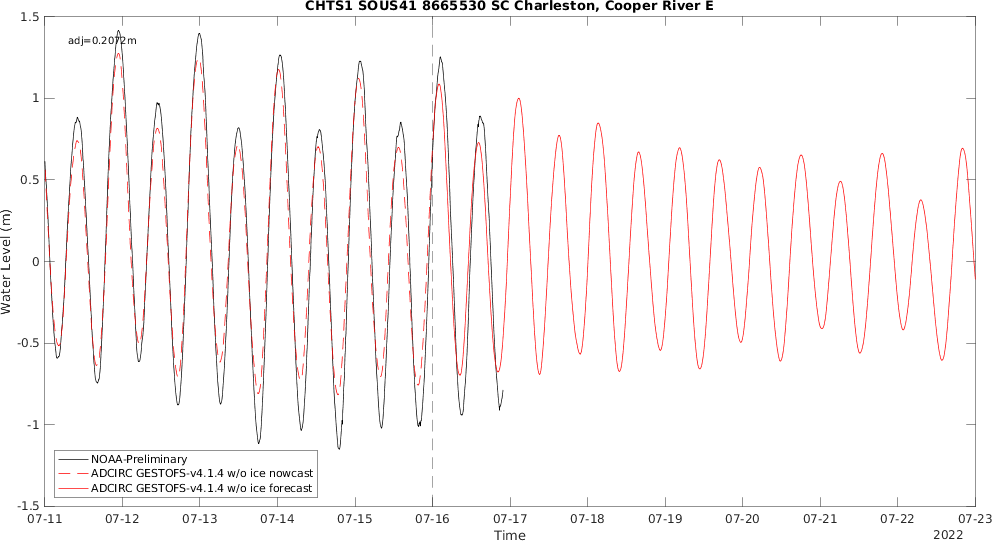 CHTS1 SOUS41 8665530 SC Charleston, Cooper River E
adj=0.2072m
1.5
1
0.5
0
-0.5
-1
-1.5
Water Level (m)
NOAA-Preliminary
ADCIRC GESTOFS-v4.1.4 w/o ice nowcast
ADCIRC GESTOFS-v4.1.4 w/o ice forecast
07-11 07-12 07-13 07-14 07-15 07-16 07-17 07-18 07-19 07-20 07-21 07-22 07-23
Time
2022